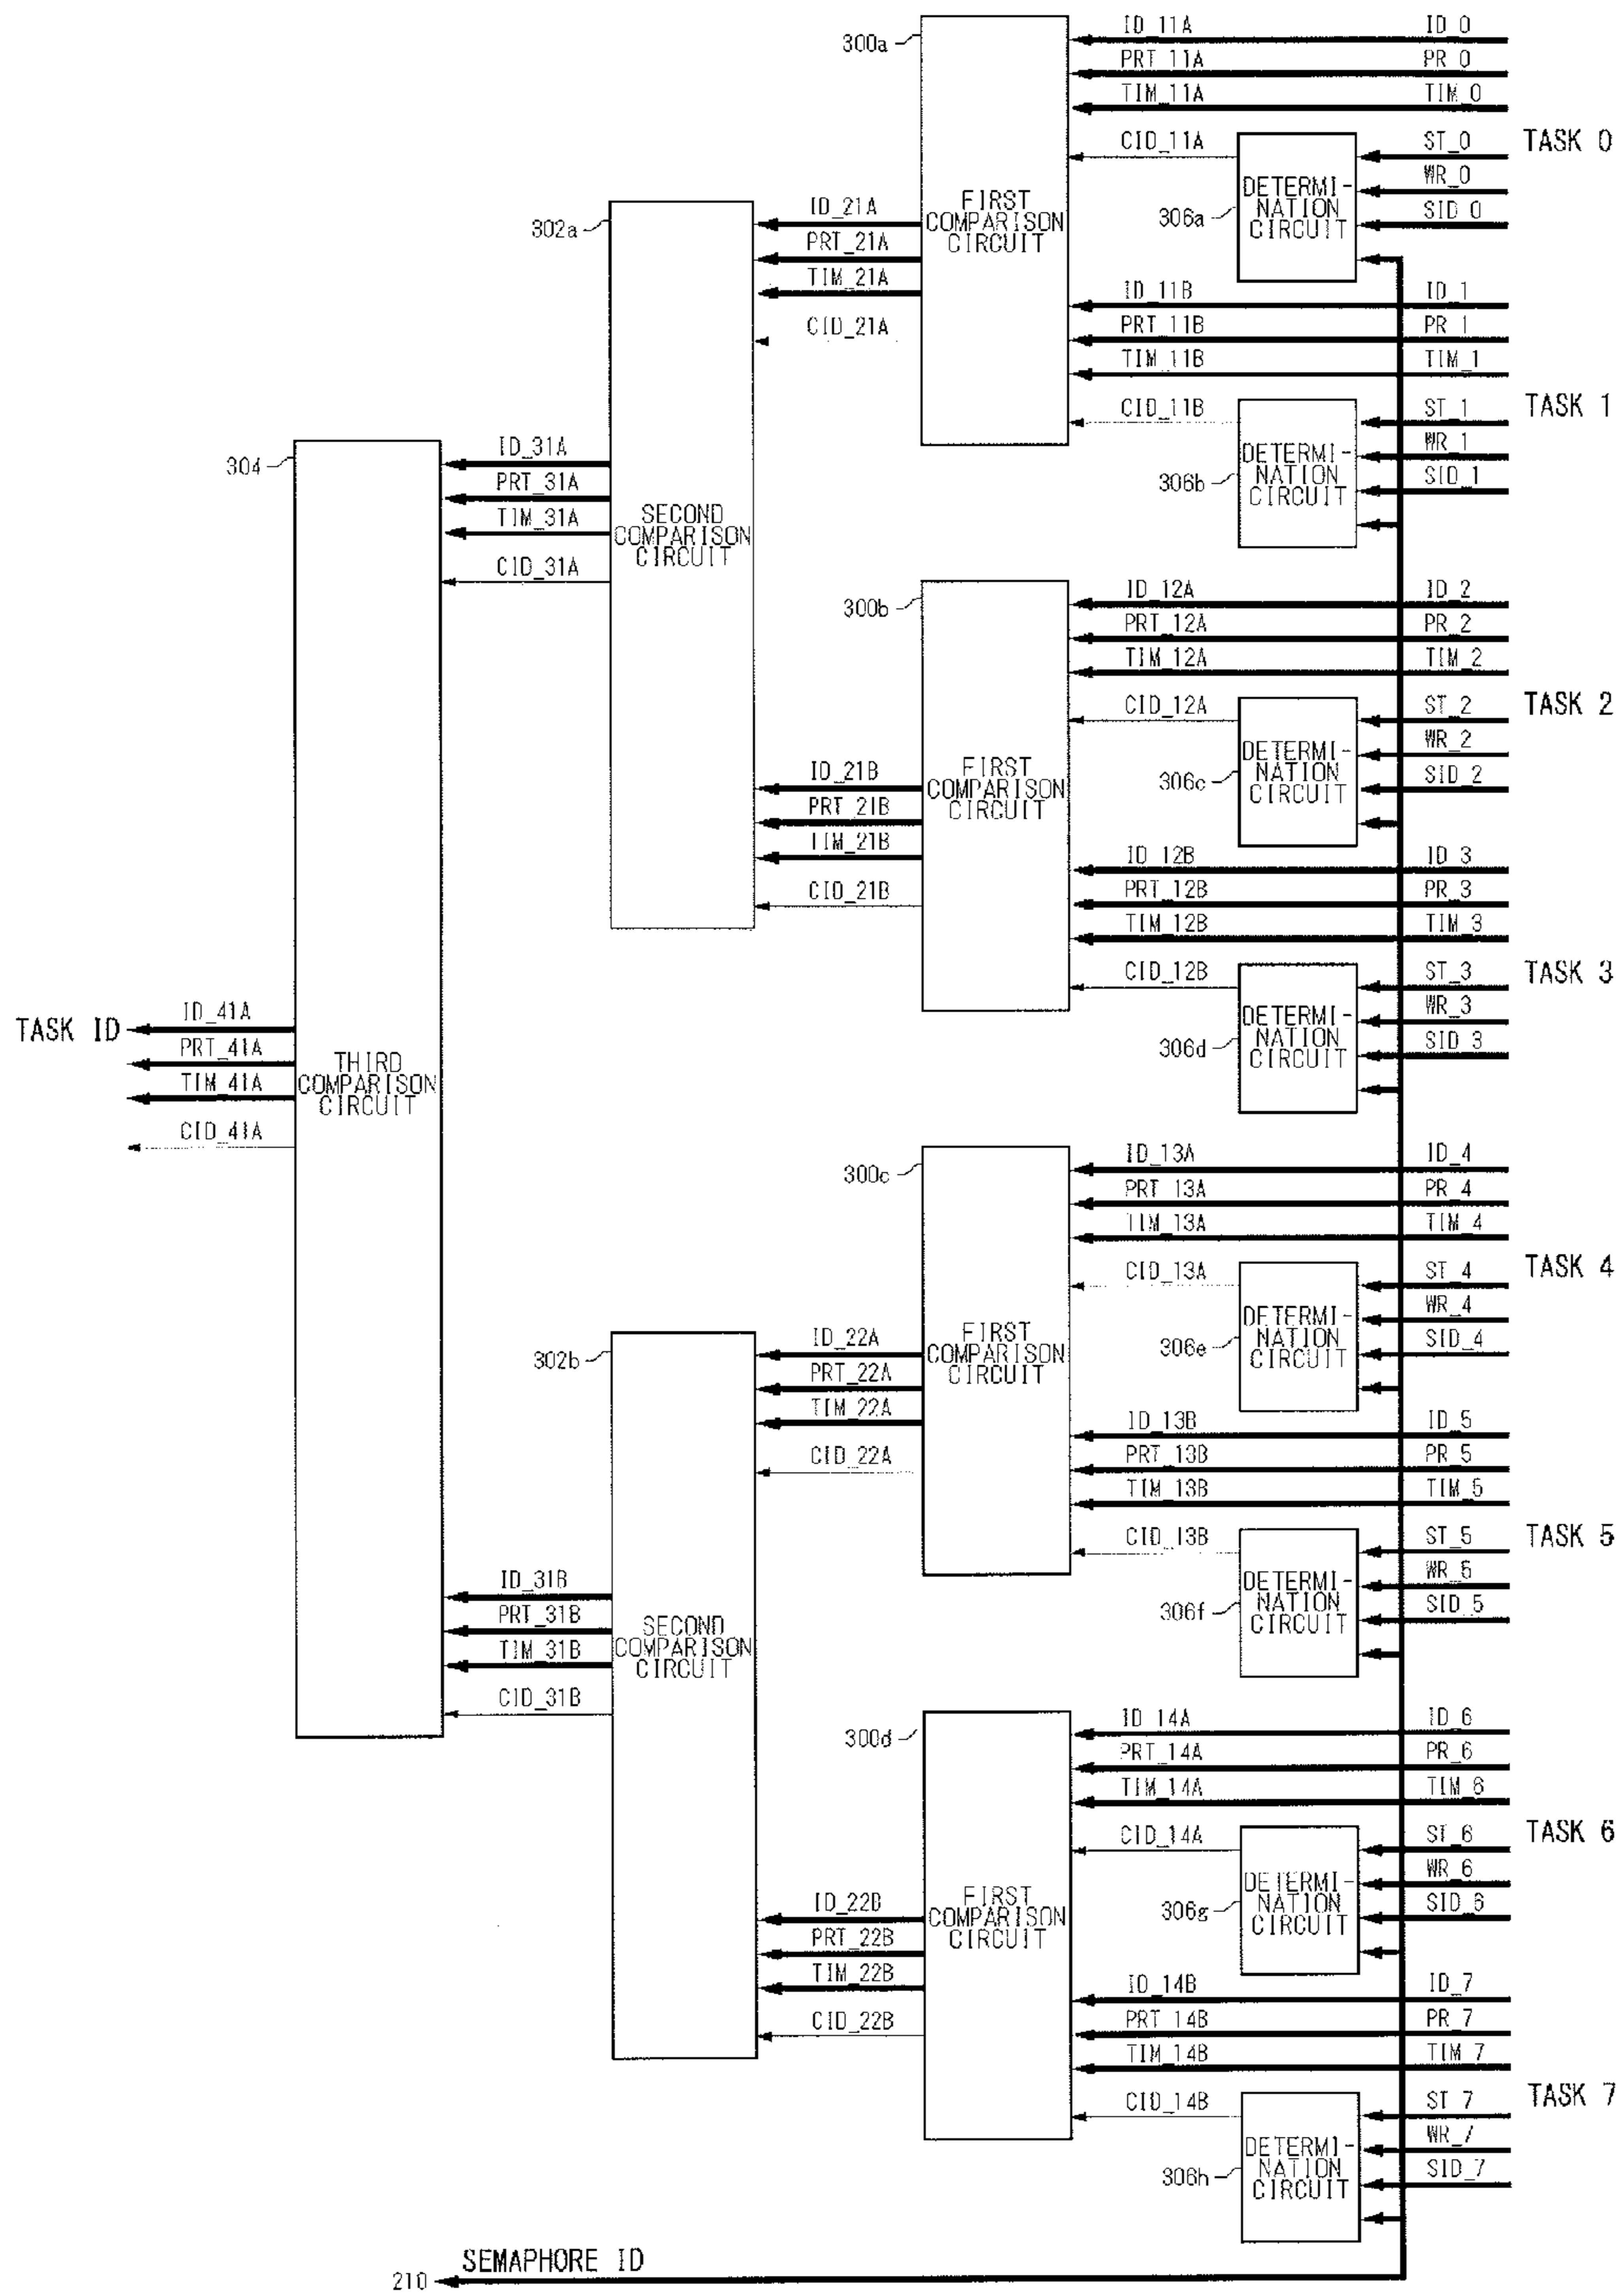 300a
ID_11A
ID_0
PRT_11A
PR_0
TIM_11A
TIM_0
CID_11A
ST_0
TASK 0
WR_0
SID_0
306a
DETERMI-
NATION
CIRCUIT
FIRST
COMPARISON
CIRCUIT
302a
ID_21A
PRT_21A
TIM_21A
CID_21A
ID_11B
ID_1
PRT_11B
PR_1
TIM_11B
TIM_1
CID_11B
ST_1
TASK 1
WR_1
SID_1
306b
DETERMI-
NATION
CIRCUIT
304
ID_31A
PRT_31A
TIM_31A
CID_31A
SECOND
COMPARISON
CIRCUIT
300b
ID_12A
ID_2
PRT_12A
PR_2
TIM_12A
TIM_2
CID_12A
ST_2
TASK 2
WR_2
SID_2
306c
DETERMI-
NATION
CIRCUIT
FIRST
COMPARISON
CIRCUIT
ID_21B
PRT_21B
TIM_21B
CID_21B
ID_12B
ID_3
PRT_12B
PR_3
TIM_12B
TIM_3
CID_12B
ST_3
TASK 3
WR_3
SID_3
306d
DETERMI-
NATION
CIRCUIT
TASK ID
ID_41A
PRT_41A
TIM_41A
CID_41A
THIRD
COMPARISON
CIRCUIT
300c
ID_13A
ID_4
PRT_13A
PR_4
TIM_13A
TIM_4
CID_13A
ST_4
TASK 4
WR_4
SID_4
306e
DETERMI-
NATION
CIRCUIT
FIRST
COMPARISON
CIRCUIT
302b
ID_22A
PRT_22A
TIM_22A
CID_22A
ID_13B
ID_5
PRT_13B
PR_5
TIM_13B
TIM_5
CID_13B
ST_5
TASK 5
WR_5
SID_5
306f
DETERMI-
NATION
CIRCUIT
ID_31B
PRT_31B
TIM_31B
CID_31B
SECOND
COMPARISON
CIRCUIT
300d
ID_14A
ID_6
PRT_14A
PR_6
TIM_14A
TIM_6
CID_14A
ST_6
TASK 6
WR_6
SID_6
306g
DETERMI-
NATION
CIRCUIT
FIRST
COMPARISON
CIRCUIT
ID_22B
PRT_22B
TIM_22B
CID_22B
ID_14B
ID_7
PRT_14B
PR_7
TIM_14B
TIM_7
CID_14B
ST_7
TASK 7
WR_7
SID_7
306h
DETERMI-
NATION
CIRCUIT
SEMAPHORE ID
210